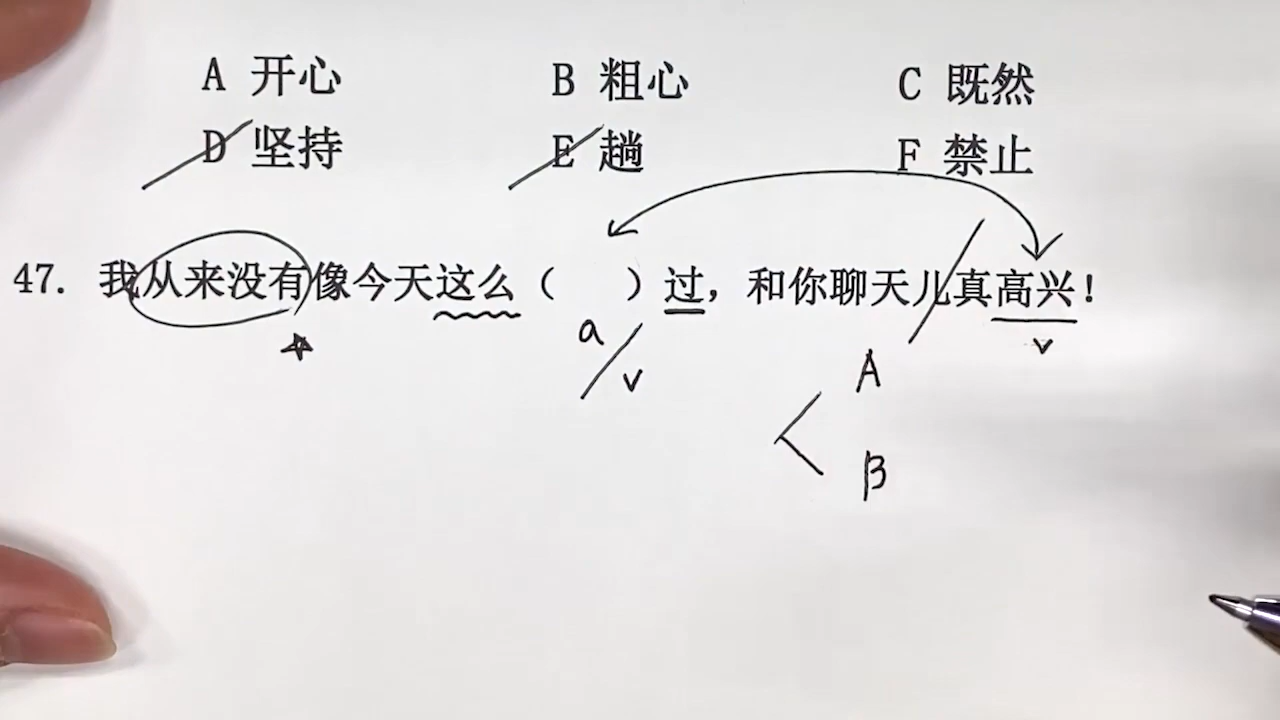 A 开心 B 粗心 C 既然
D 坚持 E 趟 F 禁止
47. 我从来没有像今天这么（ ）过，和你聊天儿真高兴！
a / v v
A
B